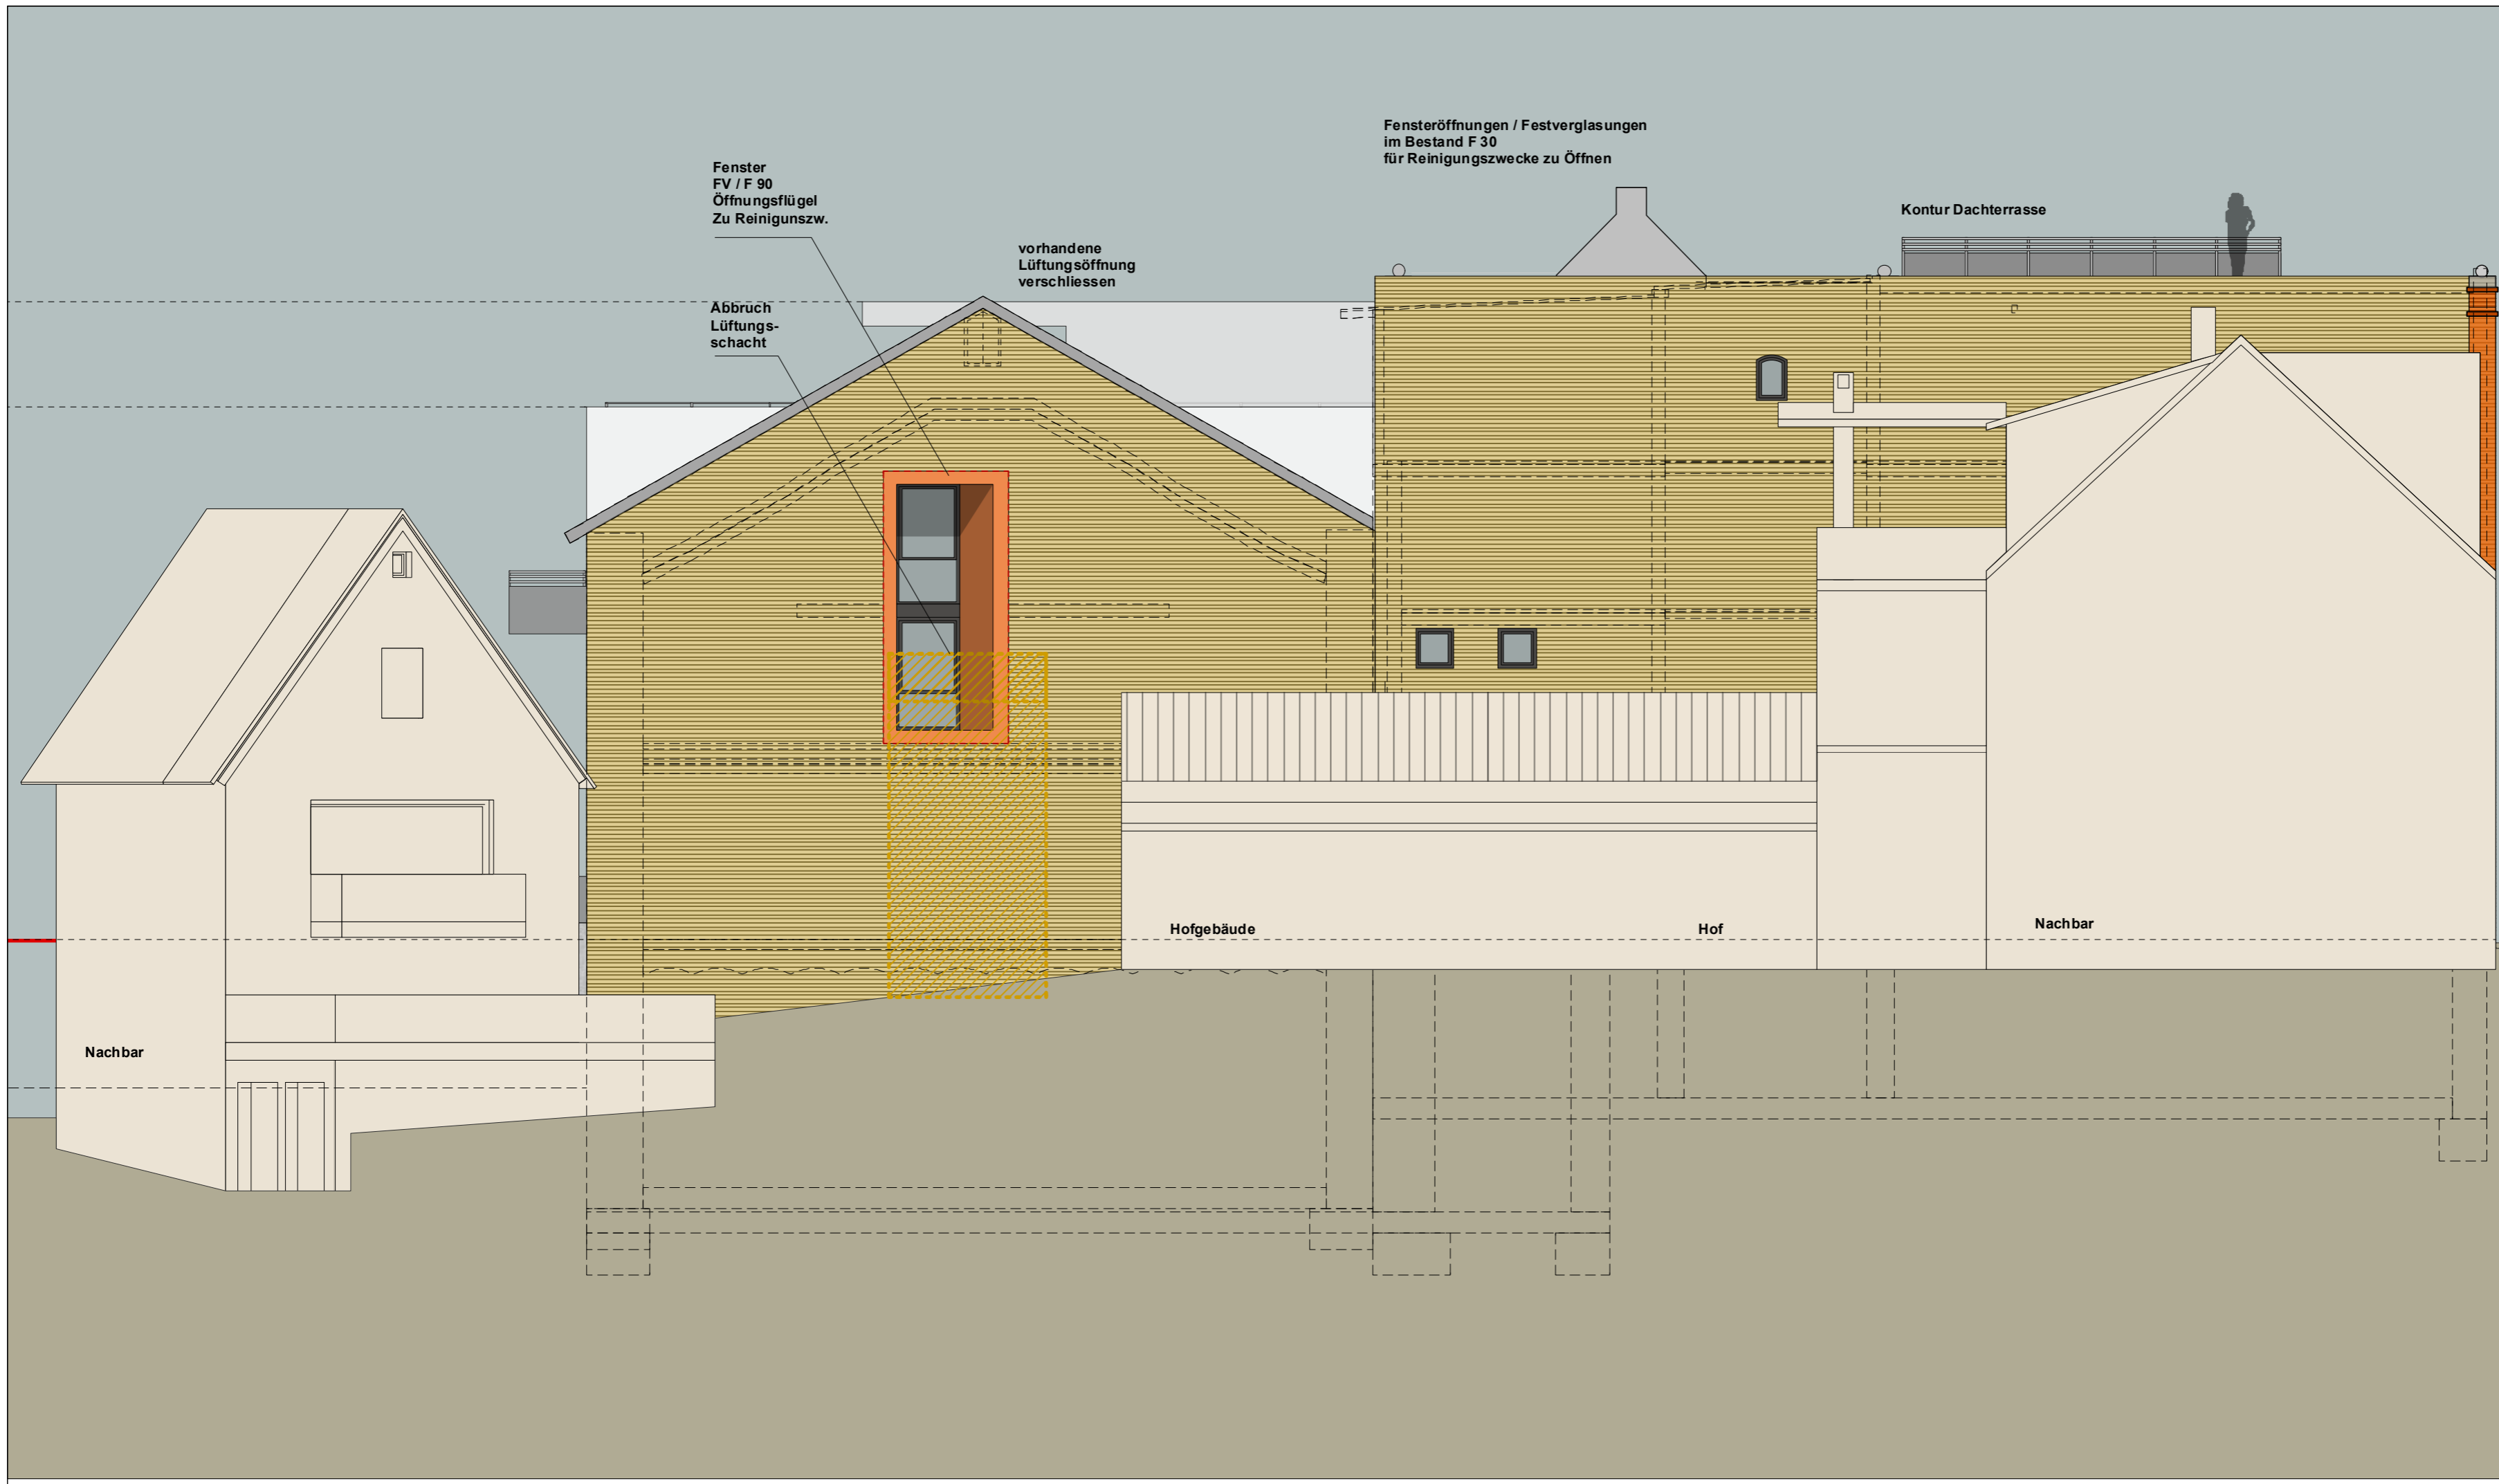 Fensteröffnungen / Festverglasungen
im Bestand F 30
für Reinigungszwecke zu Öffnen
Fenster
FV / F 90
Öffnungsflügel
Zu Reinigunszw.
Kontur Dachterrasse
vorhandene
Lüftungsöffnung
verschliessen
Abbruch
Lüftungs-
schacht
Hofgebäude
Hof
Nachbar
Nachbar